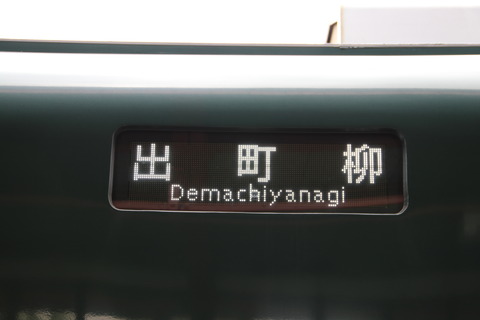 出町柳
Demachiyanagi